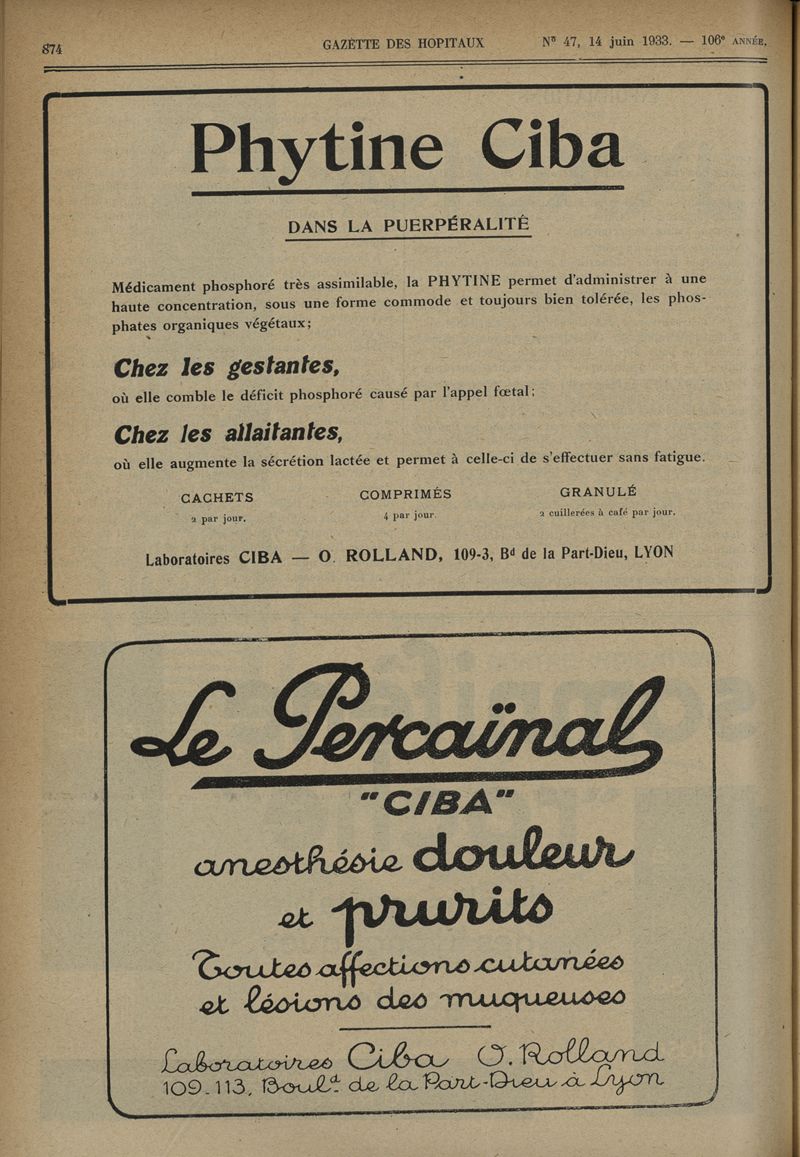 874
GAZETTE DES HOPITAUX
Nº 47, 14 juin 1933. — 106e ANNÉE.
Phytine Ciba
DANS LA PUERPÉRALITÉ
Médicament phosphoré très assimilable, la PHYTINE permet d'administrer à une
haute concentration, sous une forme commode et toujours bien tolérée, les phos-
phates organiques végétaux;
Chez les gestantes,
où elle comble le déficit phosphoré causé par l'appel fœtal;
Chez les allaitantes,
où elle augmente la sécrétion lactée et permet à celle-ci de s'effectuer sans fatigue.
CACHETS
2 par jour.
COMPRIMÉS
4 par jour.
GRANULÉ
2 cuillerées à café par jour.
Laboratoires CIBA — O. ROLLAND, 109-3, Bd de la Part-Dieu, LYON
Le Percaïnal
"CIBA"
anesthésie douleur
et prurits
Toutes affections cutanées
et lésions des muqueuses
Laboratoires Ciba O. Rolland
109-113, Bould de la Part-Dieu à Lyon